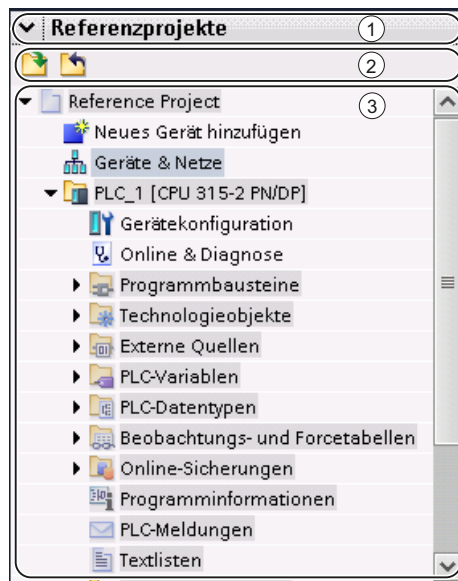 Referenzprojekte 1
2
Reference Project 3
Neues Gerät hinzufügen
Geräte & Netze
PLC_1 [CPU 315-2 PN/DP]
Gerätekonfiguration
Online & Diagnose
Programmbausteine
Technologieobjekte
Externe Quellen
PLC-Variablen
PLC-Datentypen
Beobachtungs- und Forcetabellen
Online-Sicherungen
Programminformationen
PLC-Meldungen
Textlisten